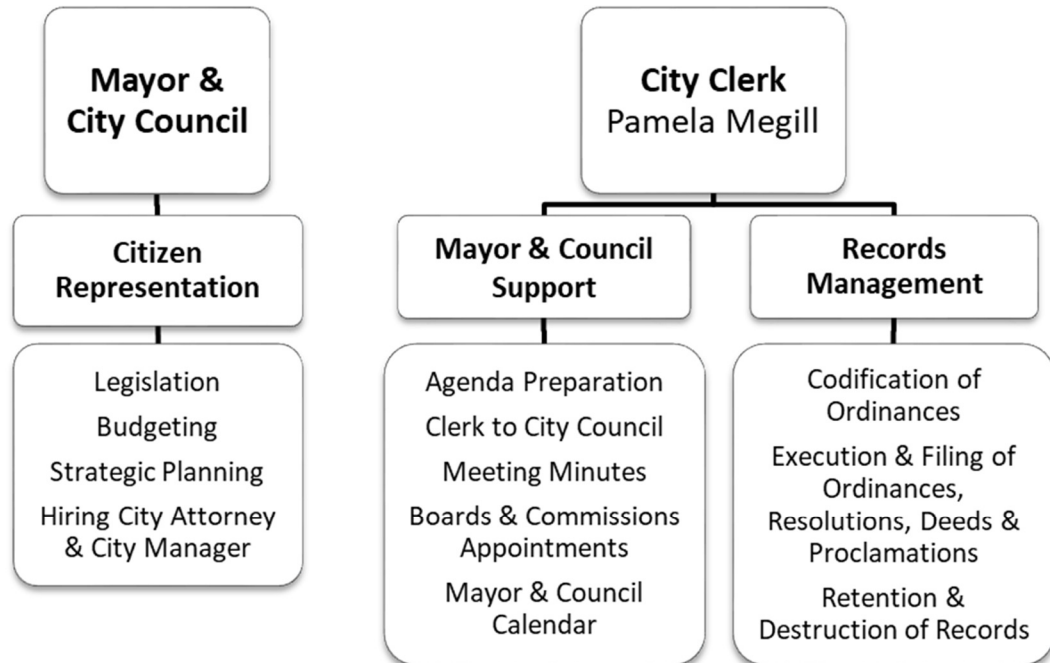 Mayor &
City Council
Citizen
Representation
Legislation
Budgeting
Strategic Planning
Hiring City Attorney
& City Manager
City Clerk
Pamela Megill
Mayor & Council
Support
Agenda Preparation
Clerk to City Council
Meeting Minutes
Boards & Commissions
Appointments
Mayor & Council
Calendar
Records
Management
Codification of
Ordinances
Execution & Filing of
Ordinances,
Resolutions, Deeds &
Proclamations
Retention &
Destruction of Records